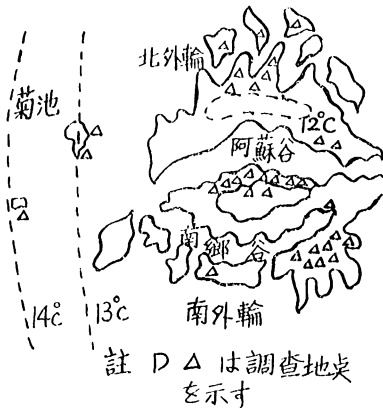 北外輪
菊池
12°C
阿蘇谷
南郷谷
14°C
13°C
南外輪
註 D △ は調査地点
を示す